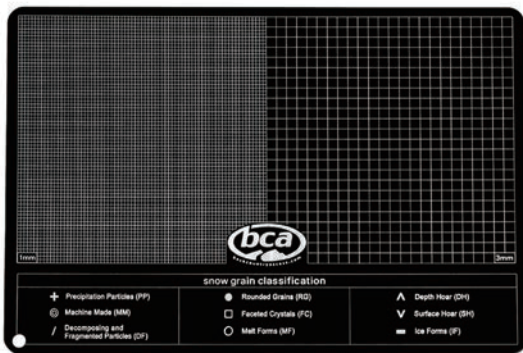 1mm
3mm
bca
backcountryaccess.com
snow grain classification
Precipitation Particles (PP)
Machine Made (MM)
Decomposing and
Fragmented Particles (DF)
Rounded Grains (RG)
Faceted Crystals (FC)
Melt Forms (MF)
Depth Hoar (DH)
Surface Hoar (SH)
Ice Forms (IF)